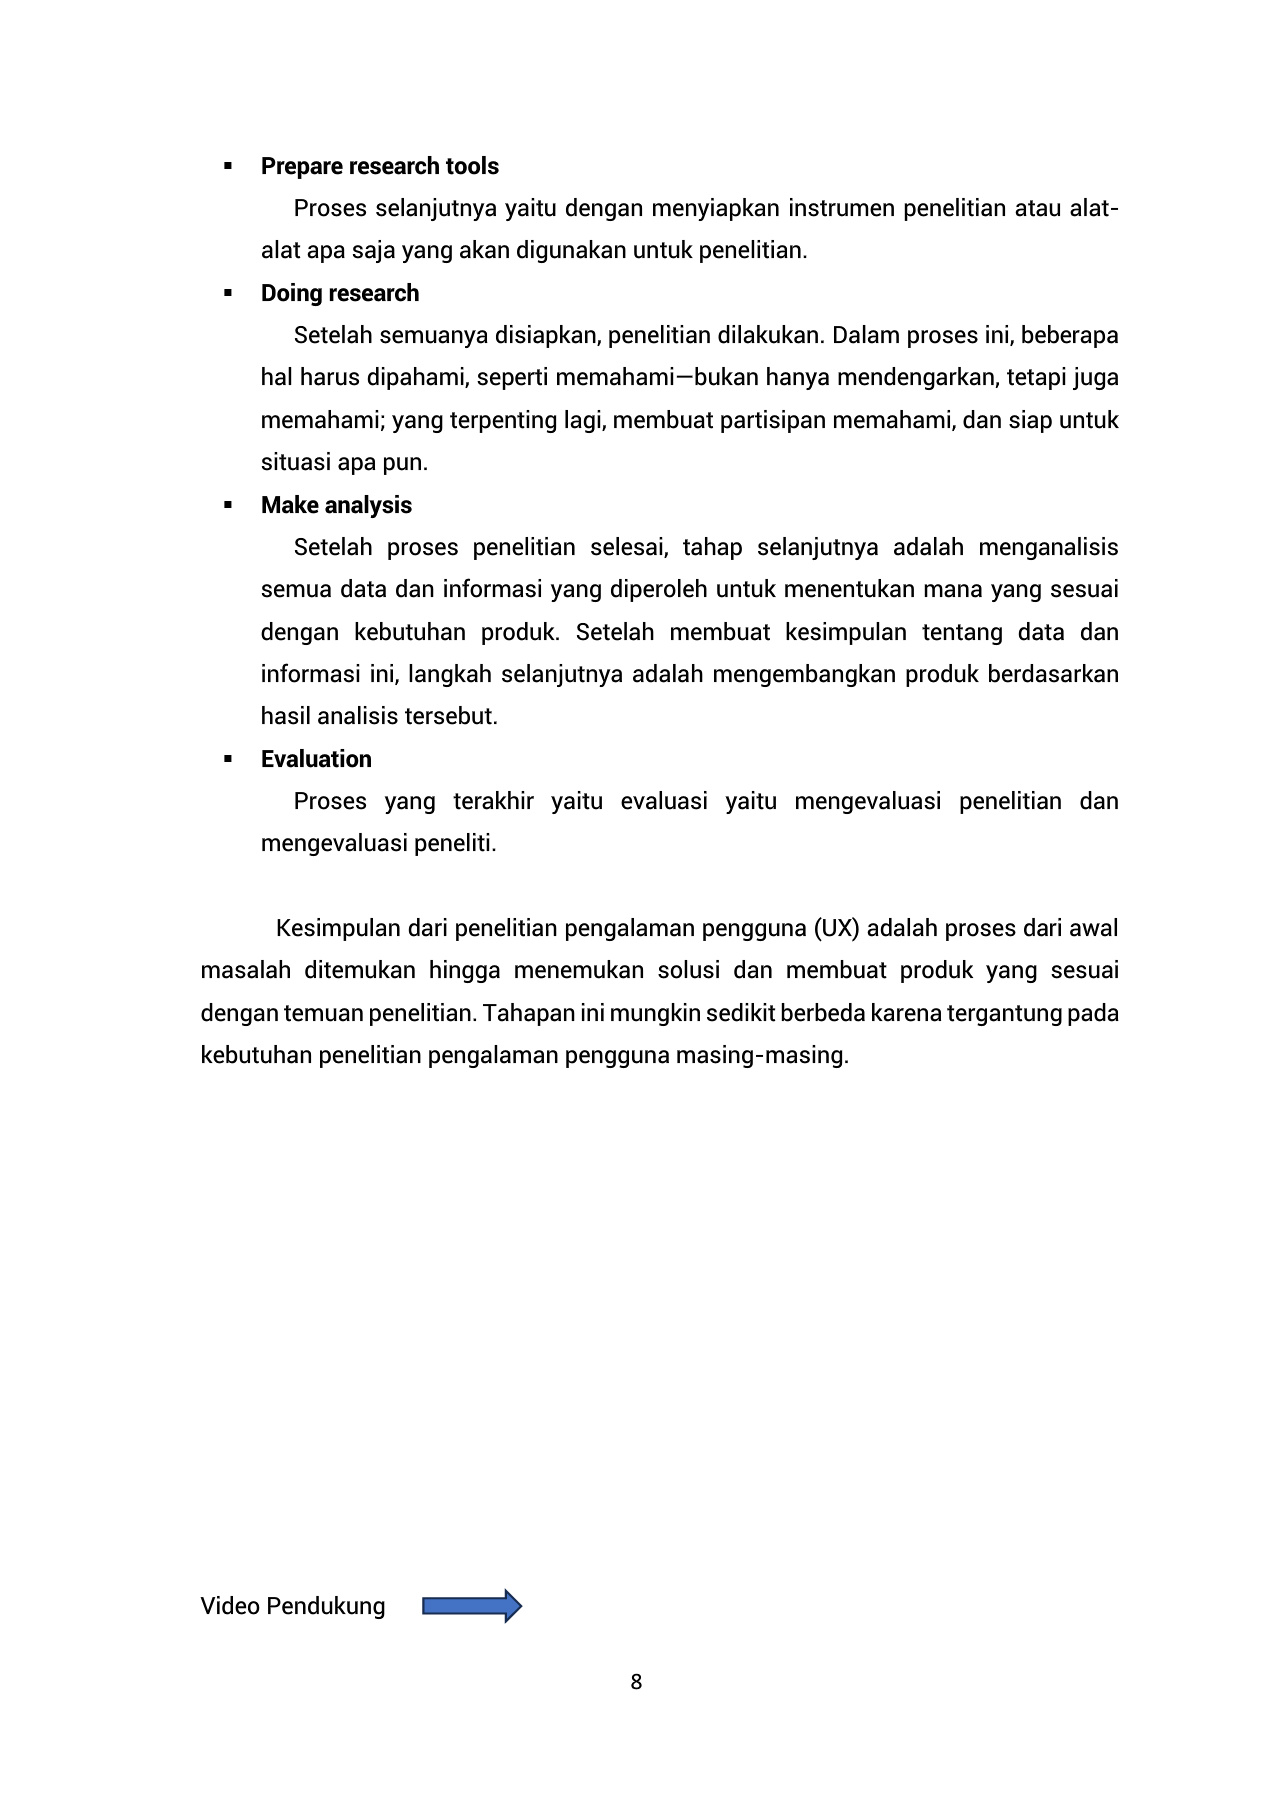 ▪ Prepare research tools
Proses selanjutnya yaitu dengan menyiapkan instrumen penelitian atau alat-
alat apa saja yang akan digunakan untuk penelitian.
▪ Doing research
Setelah semuanya disiapkan, penelitian dilakukan. Dalam proses ini, beberapa
hal harus dipahami, seperti memahami—bukan hanya mendengarkan, tetapi juga
memahami; yang terpenting lagi, membuat partisipan memahami, dan siap untuk
situasi apa pun.
▪ Make analysis
Setelah proses penelitian selesai, tahap selanjutnya adalah menganalisis
semua data dan informasi yang diperoleh untuk menentukan mana yang sesuai
dengan kebutuhan produk. Setelah membuat kesimpulan tentang data dan
informasi ini, langkah selanjutnya adalah mengembangkan produk berdasarkan
hasil analisis tersebut.
▪ Evaluation
Proses yang terakhir yaitu evaluasi yaitu mengevaluasi penelitian dan
mengevaluasi peneliti.
Kesimpulan dari penelitian pengalaman pengguna (UX) adalah proses dari awal
masalah ditemukan hingga menemukan solusi dan membuat produk yang sesuai
dengan temuan penelitian. Tahapan ini mungkin sedikit berbeda karena tergantung pada
kebutuhan penelitian pengalaman pengguna masing-masing.
Video Pendukung
8